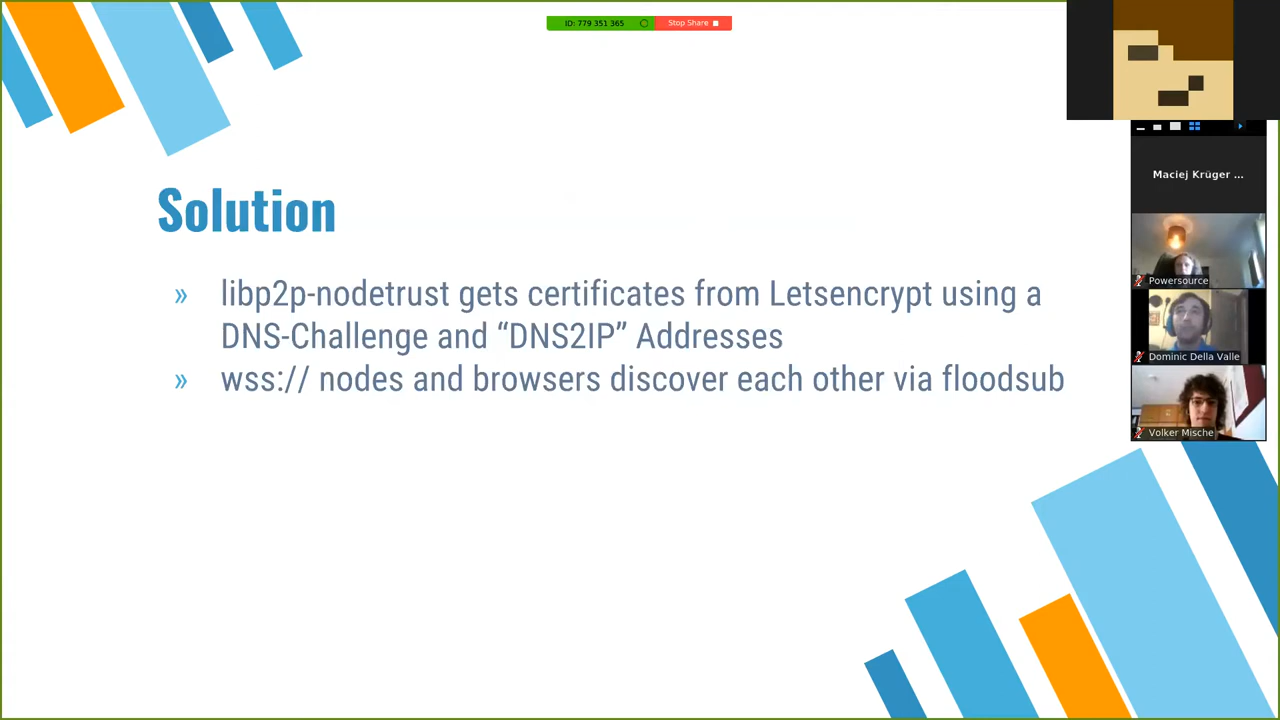 ID: 779 351 365
Stop Share
Maciej Krüger ...
Solution
» libp2p-nodetrust gets certificates from Letsencrypt using a
DNS-Challenge and “DNS2IP” Addresses
» wss:// nodes and browsers discover each other via floodsub
Powersource
Dominic Della Valle
Volker Mische